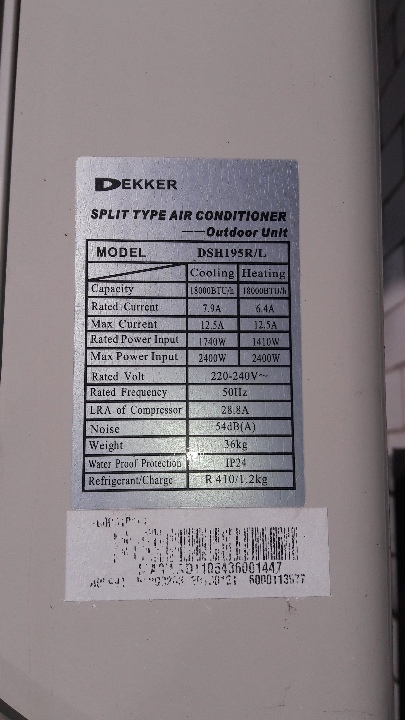 DEKKER
SPLIT TYPE AIR CONDITIONER
——Outdoor Unit
MODEL DSH195R/L
Cooling Heating
Capacity 18000BTU/h 18000BTU/h
Rated Current 7.9A 6.4A
Max Current 12.5A 12.5A
Rated Power Input 1740W 1410W
Max Power Input 2400W 2400W
Rated Volt 220-240V~
Rated Frequency 50Hz
LRA of Compressor 28.8A
Noise 54dB(A)
Weight 36kg
Water Proof Protection IP24
Refrigerant/Charge R 410/1.2kg